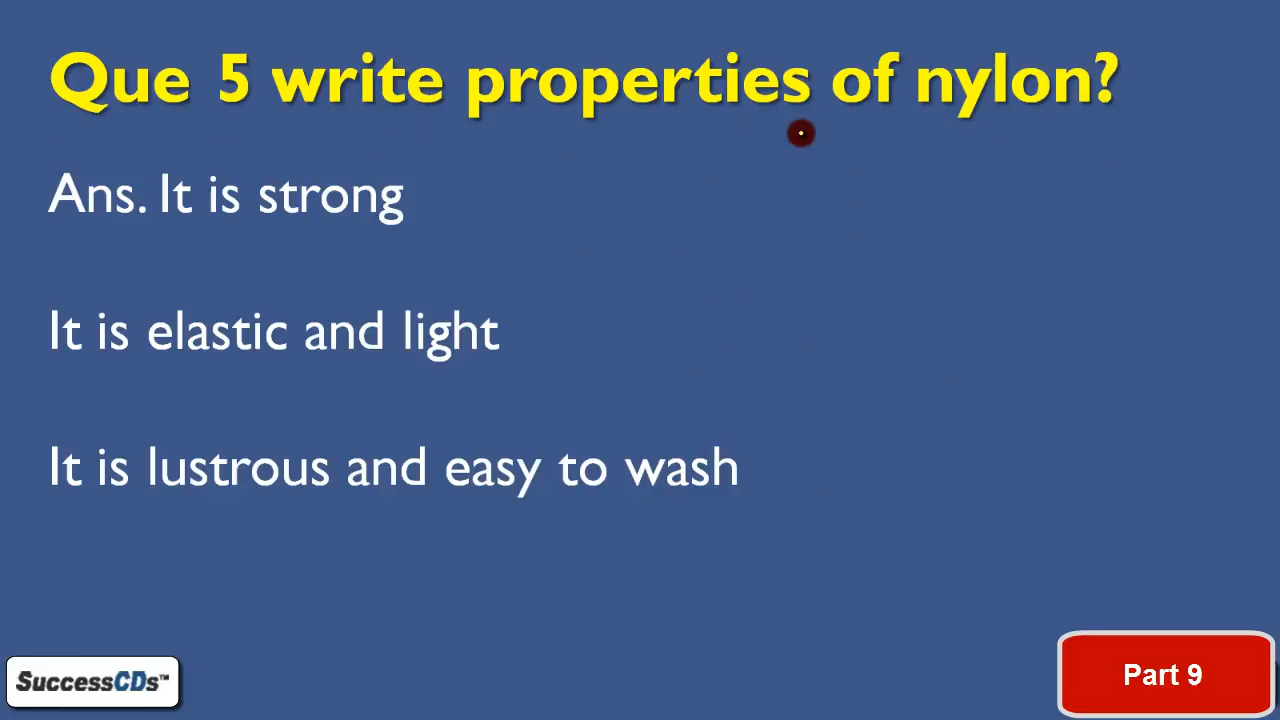 Que 5 write properties of nylon?
Ans. It is strong
It is elastic and light
It is lustrous and easy to wash
SuccessCDs™
Part 9